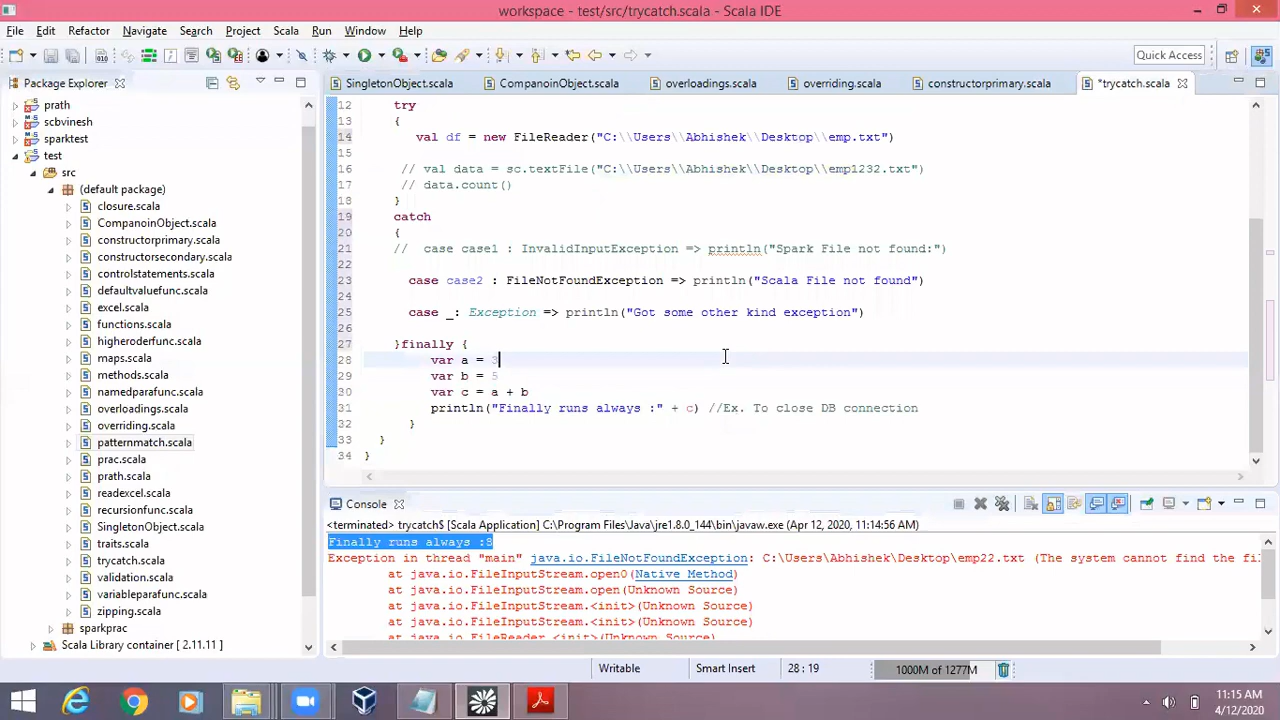 workspace - test/src/trycatch.scala - Scala IDE
File Edit Refactor Navigate Search Project Scala Run Window Help
Quick Access
Package Explorer
SingletonObject.scala CompanoinObject.scala overloadings.scala overriding.scala constructorprimary.scala *trycatch.scala
prath
scbvinesh
sparktest
test
src
(default package)
closure.scala
CompanoinObject.scala
constructorprimary.scala
constructorsecondary.scala
controlstatements.scala
defaultvaluefunc.scala
excel.scala
functions.scala
higheroderfunc.scala
maps.scala
methods.scala
namedparafunc.scala
overloadings.scala
overriding.scala
patternmatch.scala
prac.scala
prath.scala
readexcel.scala
recursionfunc.scala
SingletonObject.scala
traits.scala
trycatch.scala
validation.scala
variableparafunc.scala
zipping.scala
sparkprac
Scala Library container [ 2.11.11 ]
12 try
13 {
14 val df = new FileReader("C:\\Users\\Abhishek\\Desktop\\emp.txt")
15
16 // val data = sc.textFile("C:\\Users\\Abhishek\\Desktop\\emp1232.txt")
17 // data.count()
18 }
19 catch
20 {
21 // case case1 : InvalidInputException => println("Spark File not found:")
22
23 case case2 : FileNotFoundException => println("Scala File not found")
24
25 case _: Exception => println("Got some other kind exception")
26
27 }finally {
28 var a = 3
29 var b = 5
30 var c = a + b
31 println("Finally runs always :" + c) //Ex. To close DB connection
32 }
33 }
34 }
Console
<terminated> trycatch$ [Scala Application] C:\Program Files\Java\jre1.8.0_144\bin\javaw.exe (Apr 12, 2020, 11:14:56 AM)
Finally runs always :8
Exception in thread "main" java.io.FileNotFoundException: C:\Users\Abhishek\Desktop\emp22.txt (The system cannot find the fil
at java.io.FileInputStream.open0(Native Method)
at java.io.FileInputStream.open(Unknown Source)
at java.io.FileInputStream.<init>(Unknown Source)
at java.io.FileInputStream.<init>(Unknown Source)
at java.io.FileReader.<init>(Unknown Source)
Writable Smart Insert 28 : 19 1000M of 1277M
11:15 AM
4/12/2020